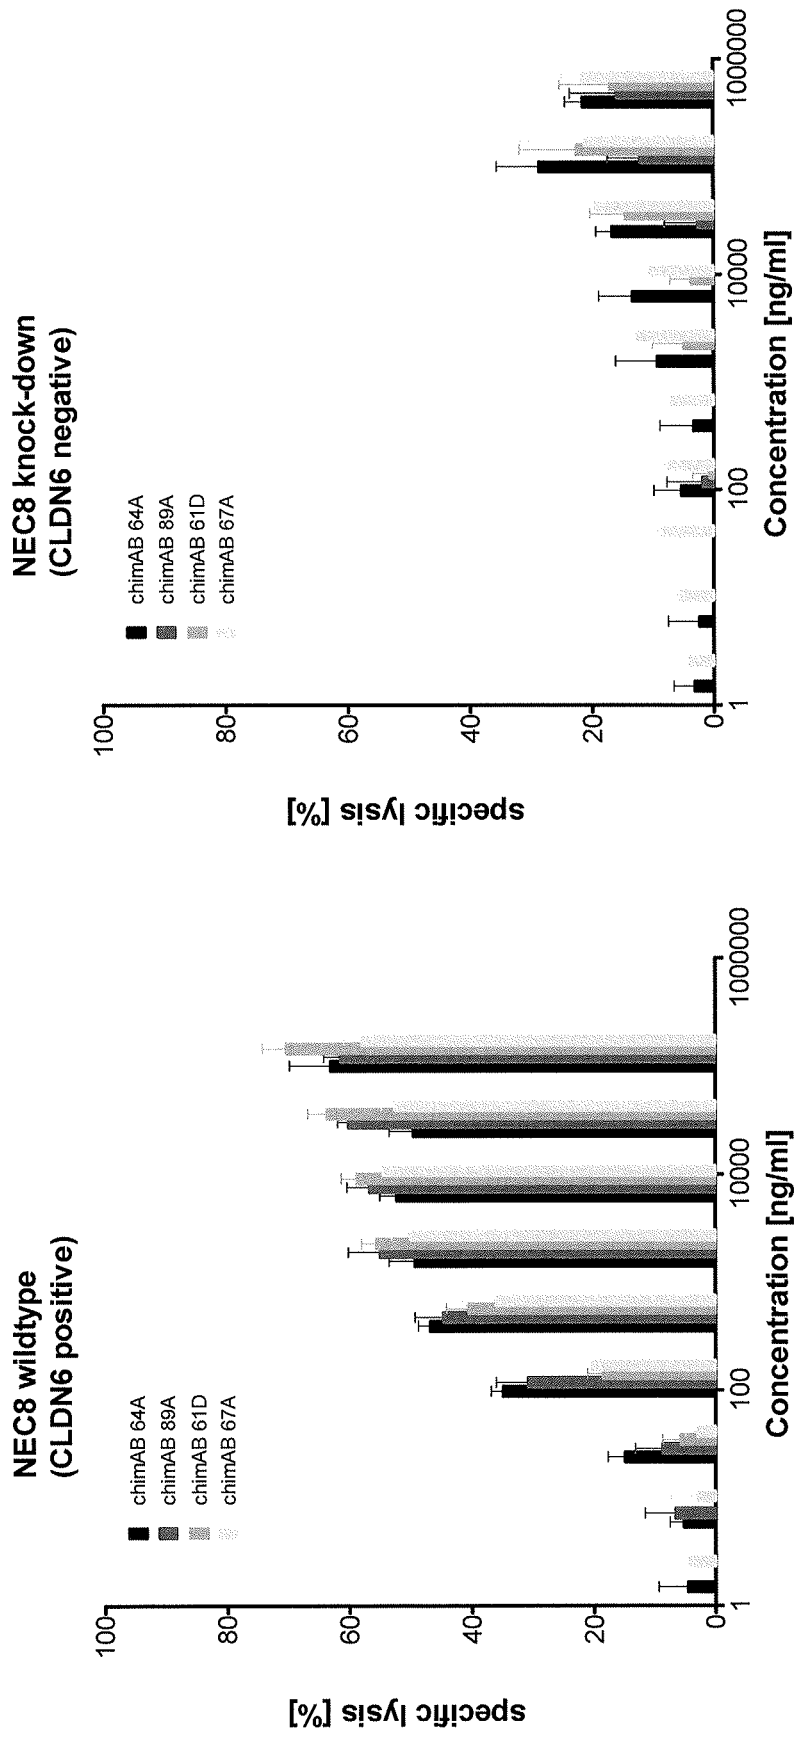 NEC8 wildtype
(CLDN6 positive)
chimAB 64A
chimAB 89A
chimAB 61D
chimAB 67A
specific lysis [%]
100
80
60
40
20
0
1
100
10000
1000000
Concentration [ng/ml]
NEC8 knock-down
(CLDN6 negative)
chimAB 64A
chimAB 89A
chimAB 61D
chimAB 67A
specific lysis [%]
100
80
60
40
20
0
1
100
10000
1000000
Concentration [ng/ml]